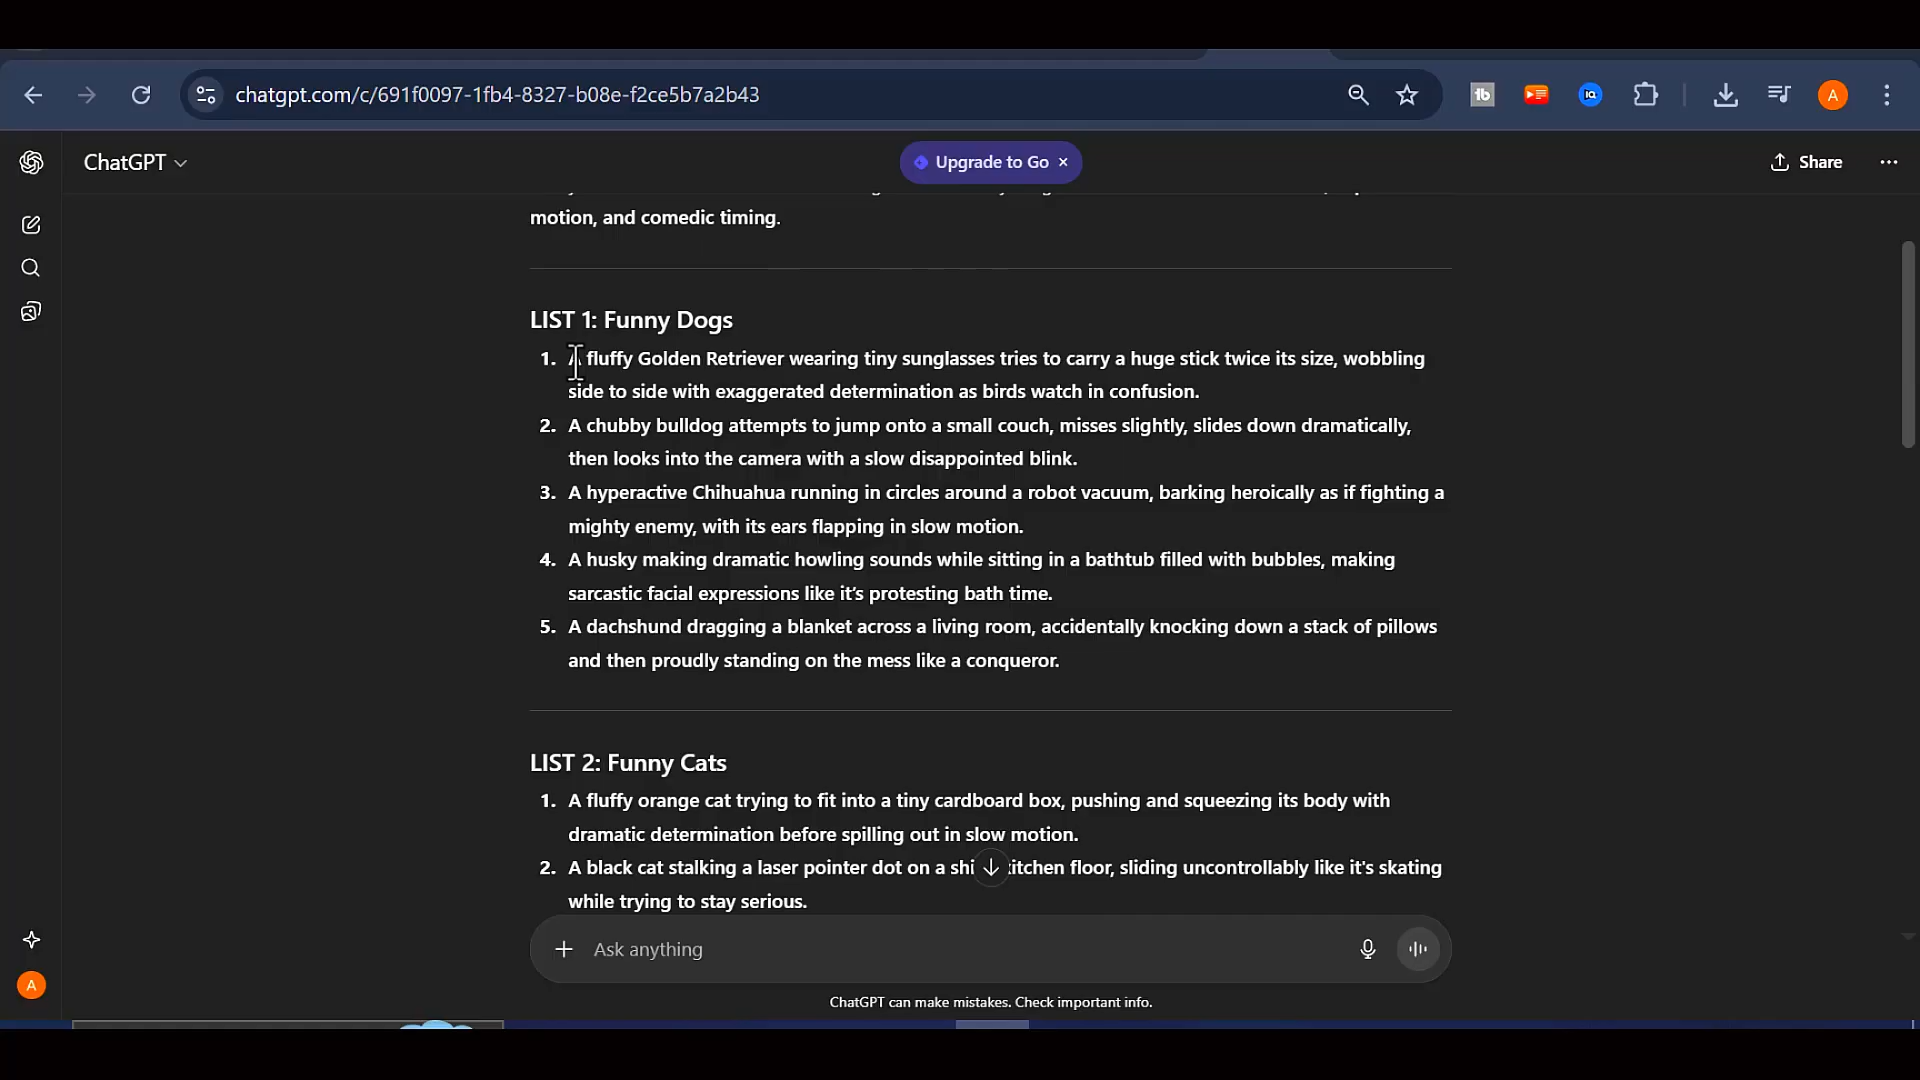 chatgpt.com/c/691f0097-1fb4-8327-b08e-f2ce5b7a2b43
tb
IQ
A
ChatGPT
Upgrade to Go ×
Share
motion, and comedic timing.
LIST 1: Funny Dogs
1. A fluffy Golden Retriever wearing tiny sunglasses tries to carry a huge stick twice its size, wobbling
side to side with exaggerated determination as birds watch in confusion.
2. A chubby bulldog attempts to jump onto a small couch, misses slightly, slides down dramatically,
then looks into the camera with a slow disappointed blink.
3. A hyperactive Chihuahua running in circles around a robot vacuum, barking heroically as if fighting a
mighty enemy, with its ears flapping in slow motion.
4. A husky making dramatic howling sounds while sitting in a bathtub filled with bubbles, making
sarcastic facial expressions like it’s protesting bath time.
5. A dachshund dragging a blanket across a living room, accidentally knocking down a stack of pillows
and then proudly standing on the mess like a conqueror.
LIST 2: Funny Cats
1. A fluffy orange cat trying to fit into a tiny cardboard box, pushing and squeezing its body with
dramatic determination before spilling out in slow motion.
2. A black cat stalking a laser pointer dot on a kitchen floor, sliding uncontrollably like it's skating
while trying to stay serious.
Ask anything
A
ChatGPT can make mistakes. Check important info.